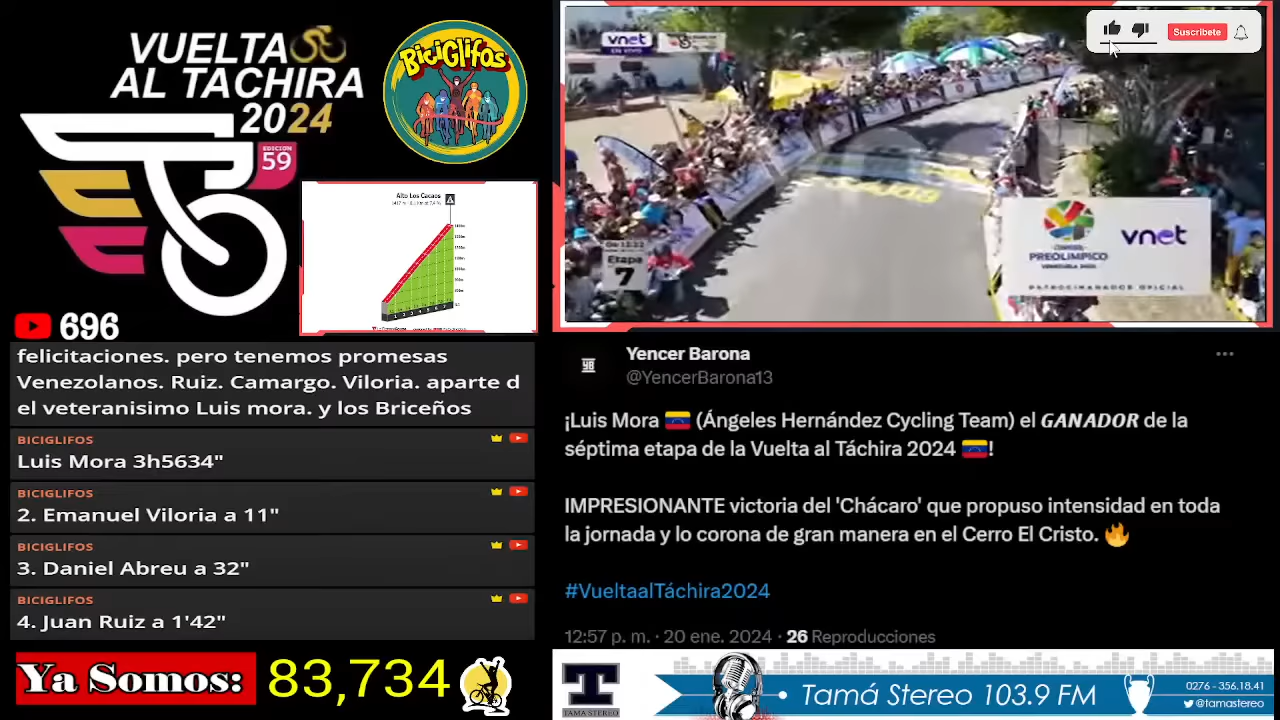 VUELTA
AL TACHIRA
2024
EDICION
59
BiciGlifos
Alto Los Cacaos
696
felicitaciones. pero tenemos promesas
Venezolanos. Ruiz. Camargo. Viloria. aparte d
el veteranisimo Luis mora. y los Briceños
BICIGLIFOS
Luis Mora 3h5634"
BICIGLIFOS
2. Emanuel Viloria a 11"
BICIGLIFOS
3. Daniel Abreu a 32"
BICIGLIFOS
4. Juan Ruiz a 1'42"
Ya Somos:
83,734
vnet
EN VIVO
Suscribete
Etapa
7
PREOLIMPICO
vnet
PATROCINADOR OFICIAL
Yencer Barona
@YencerBarona13
¡Luis Mora 🇻🇪 (Ángeles Hernández Cycling Team) el GANADOR de la
séptima etapa de la Vuelta al Táchira 2024 🇻🇪!
IMPRESIONANTE victoria del 'Chácaro' que propuso intensidad en toda
la jornada y lo corona de gran manera en el Cerro El Cristo. 🔥
#VueltaalTáchira2024
12:57 p. m. · 20 ene. 2024 · 26 Reproducciones
T
TAMA STEREO
Tamá Stereo 103.9 FM
0276 - 356.18.41
@tamastereo